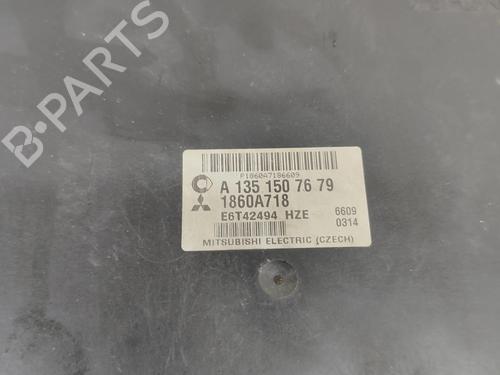 B-PARTS
P1860A7186609
A 135 150 76 79
1860A718
E6T42494 HZE 6609
0314
MITSUBISHI ELECTRIC (CZECH)